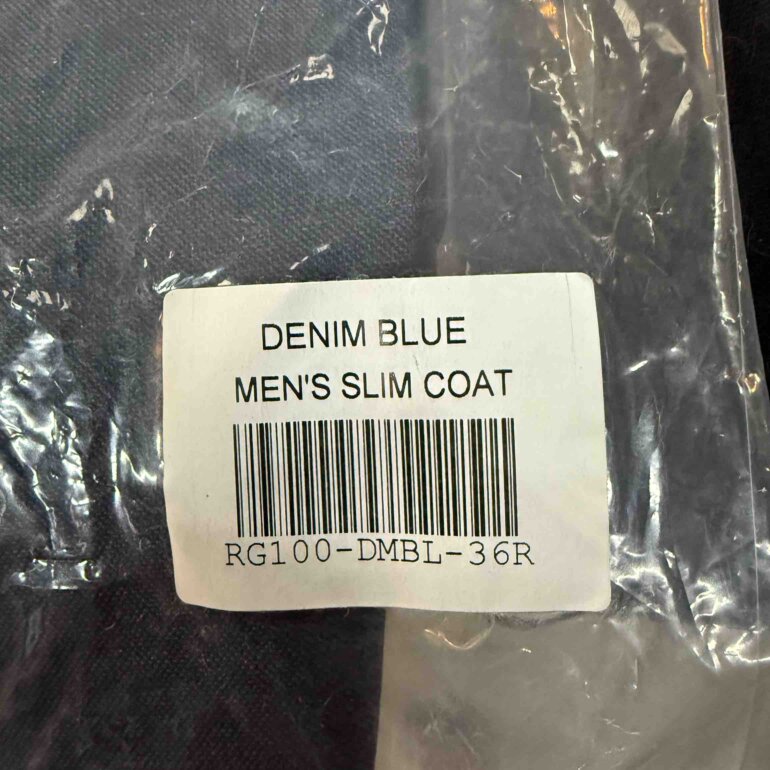 DENIM BLUE
MEN'S SLIM COAT
RG100-DMBL-36R